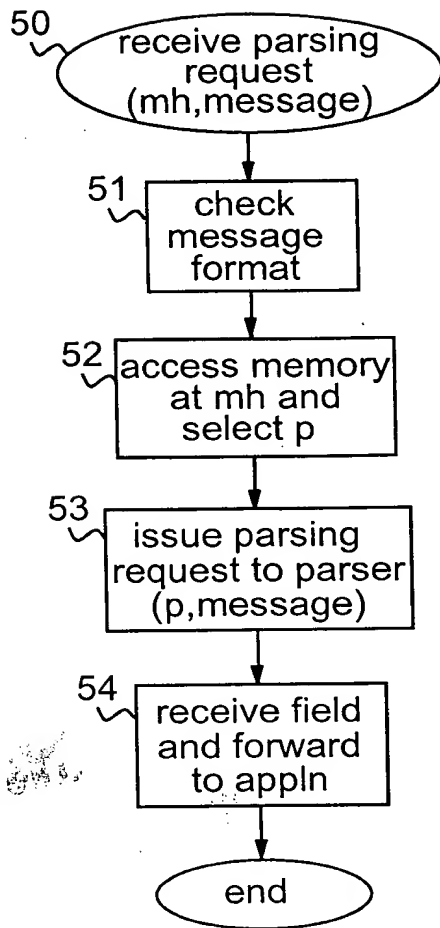 50
receive parsing
request
(mh,message)
51
check
message
format
52
access memory
at mh and
select p
53
issue parsing
request to parser
(p,message)
54
receive field
and forward
to appln
end